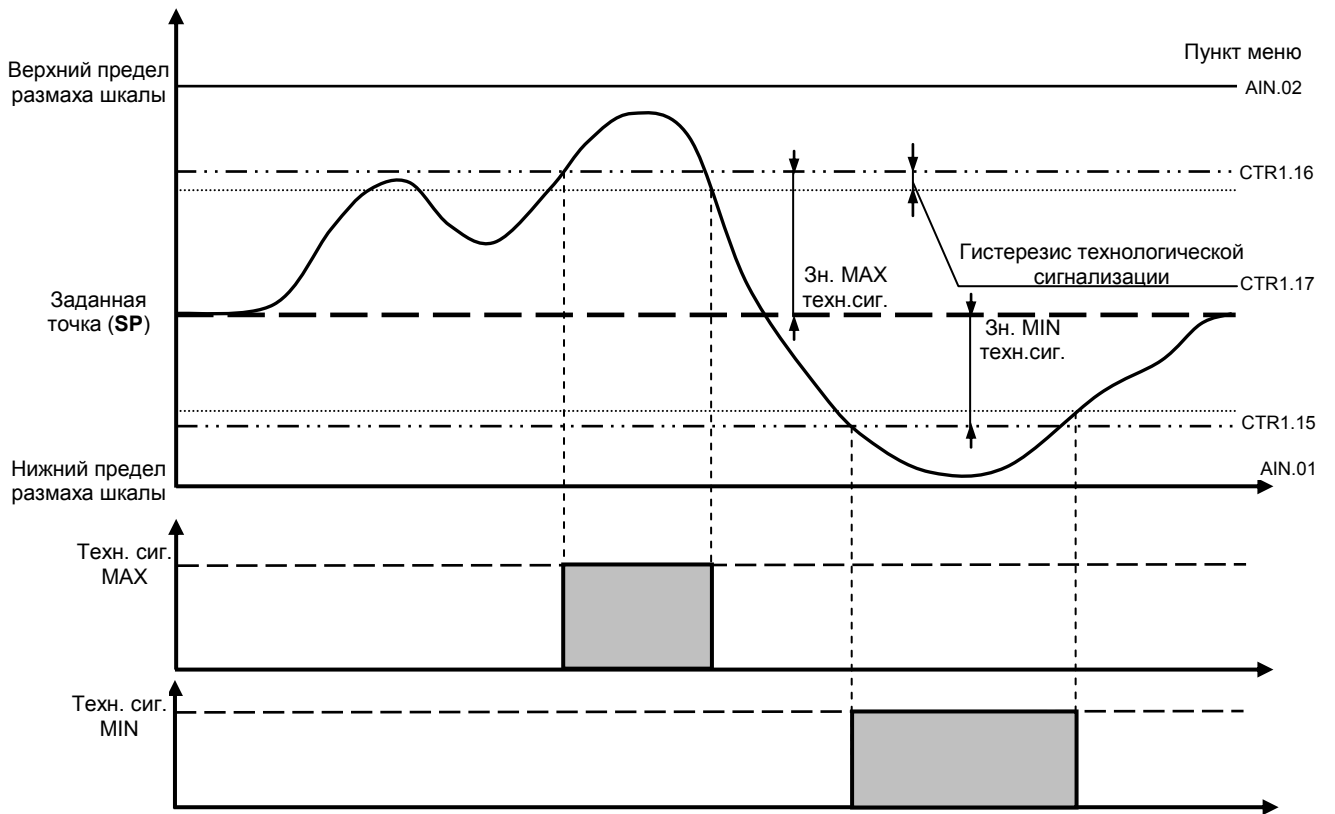 Пункт меню
Верхний предел
размаха шкалы
AIN.02
CTR1.16
Гистерезис технологической
сигнализации
Зн. MAX
техн.сиг.
CTR1.17
Заданная
точка (SP)
Зн. MIN
техн.сиг.
CTR1.15
Нижний предел
размаха шкалы
AIN.01
Техн. сиг.
MAX
Техн. сиг.
MIN